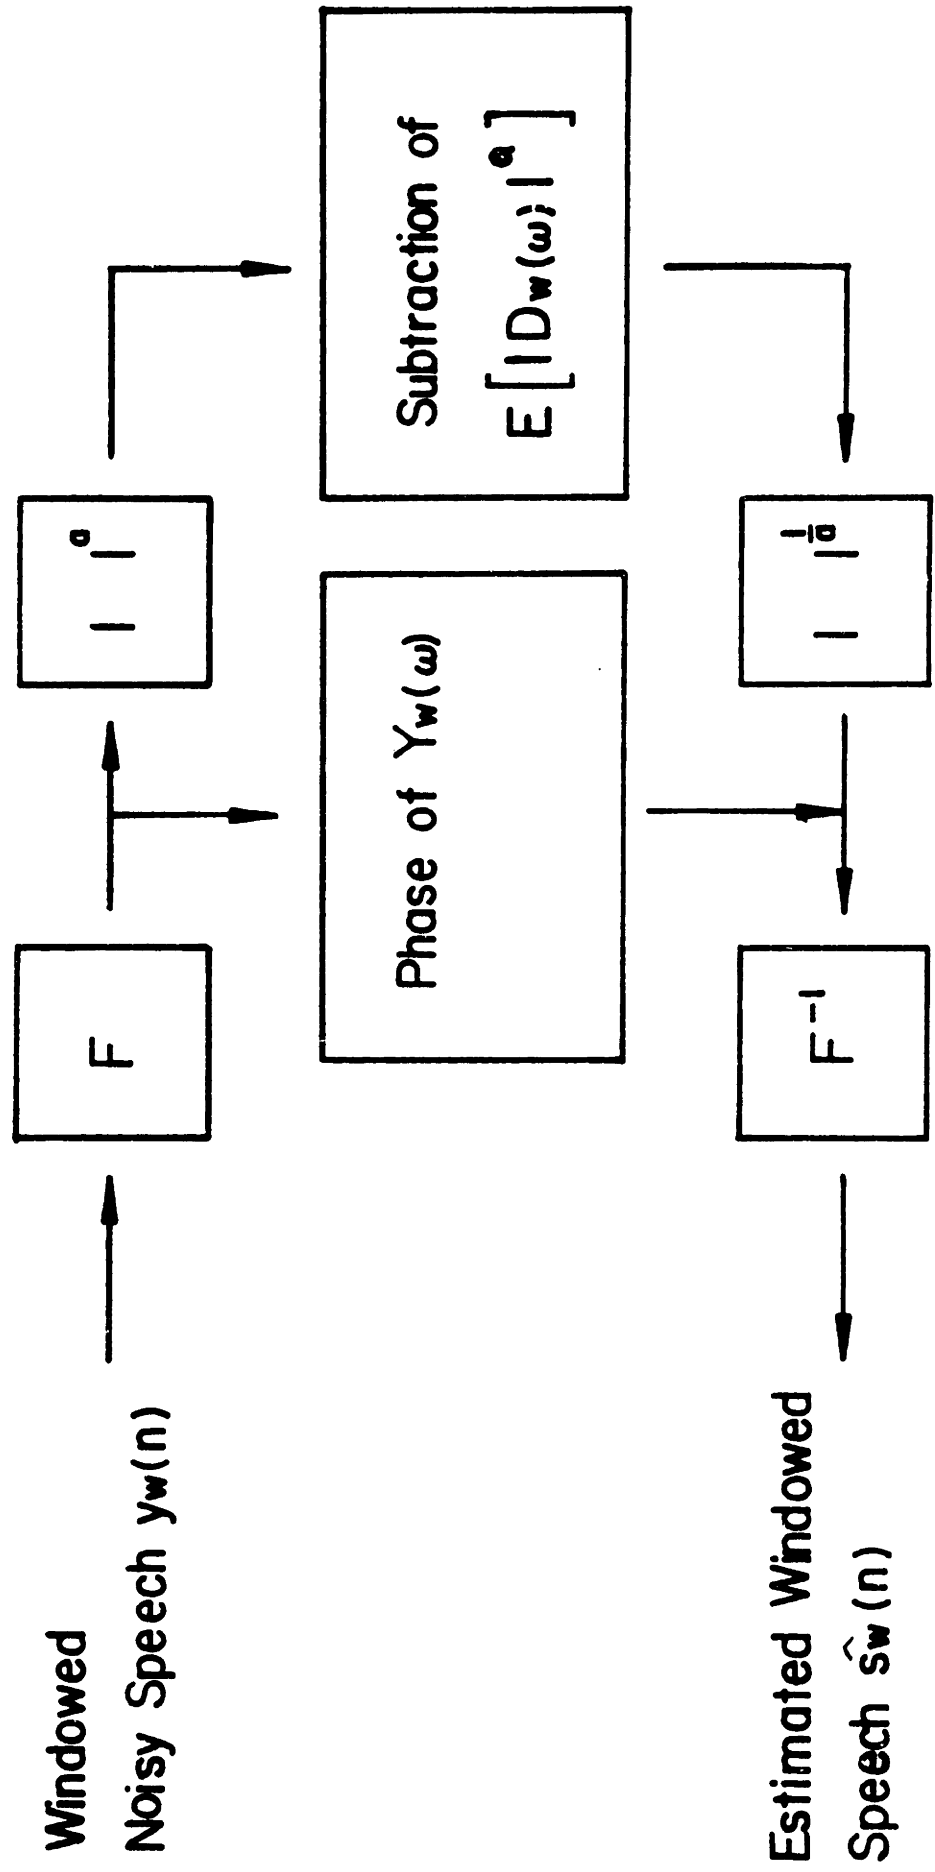 Windowed
Noisy Speech yw(n)
F
| |ᵃ
Phase of Yw(ω)
Subtraction of
E[|Dw(ω)|ᵃ]
| |^(1/a)
F⁻¹
Estimated Windowed
Speech ŝw(n)